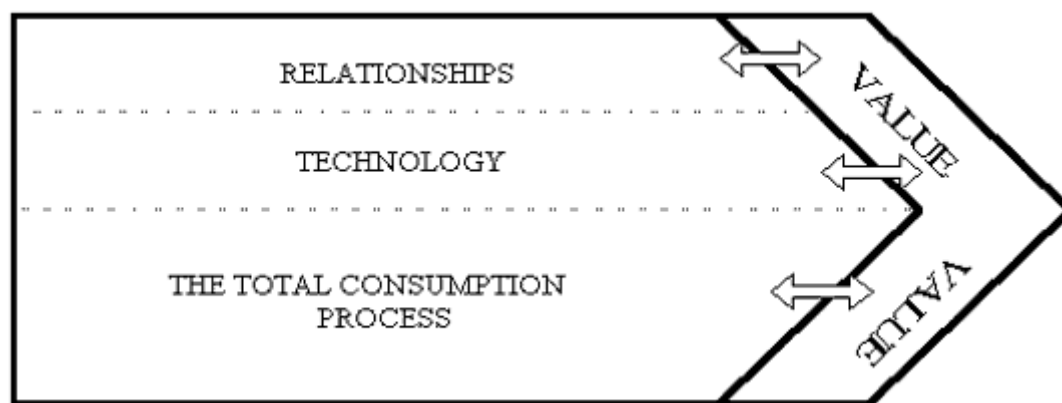 RELATIONSHIPS
VALUE
TECHNOLOGY
THE TOTAL CONSUMPTION
PROCESS
VALUE